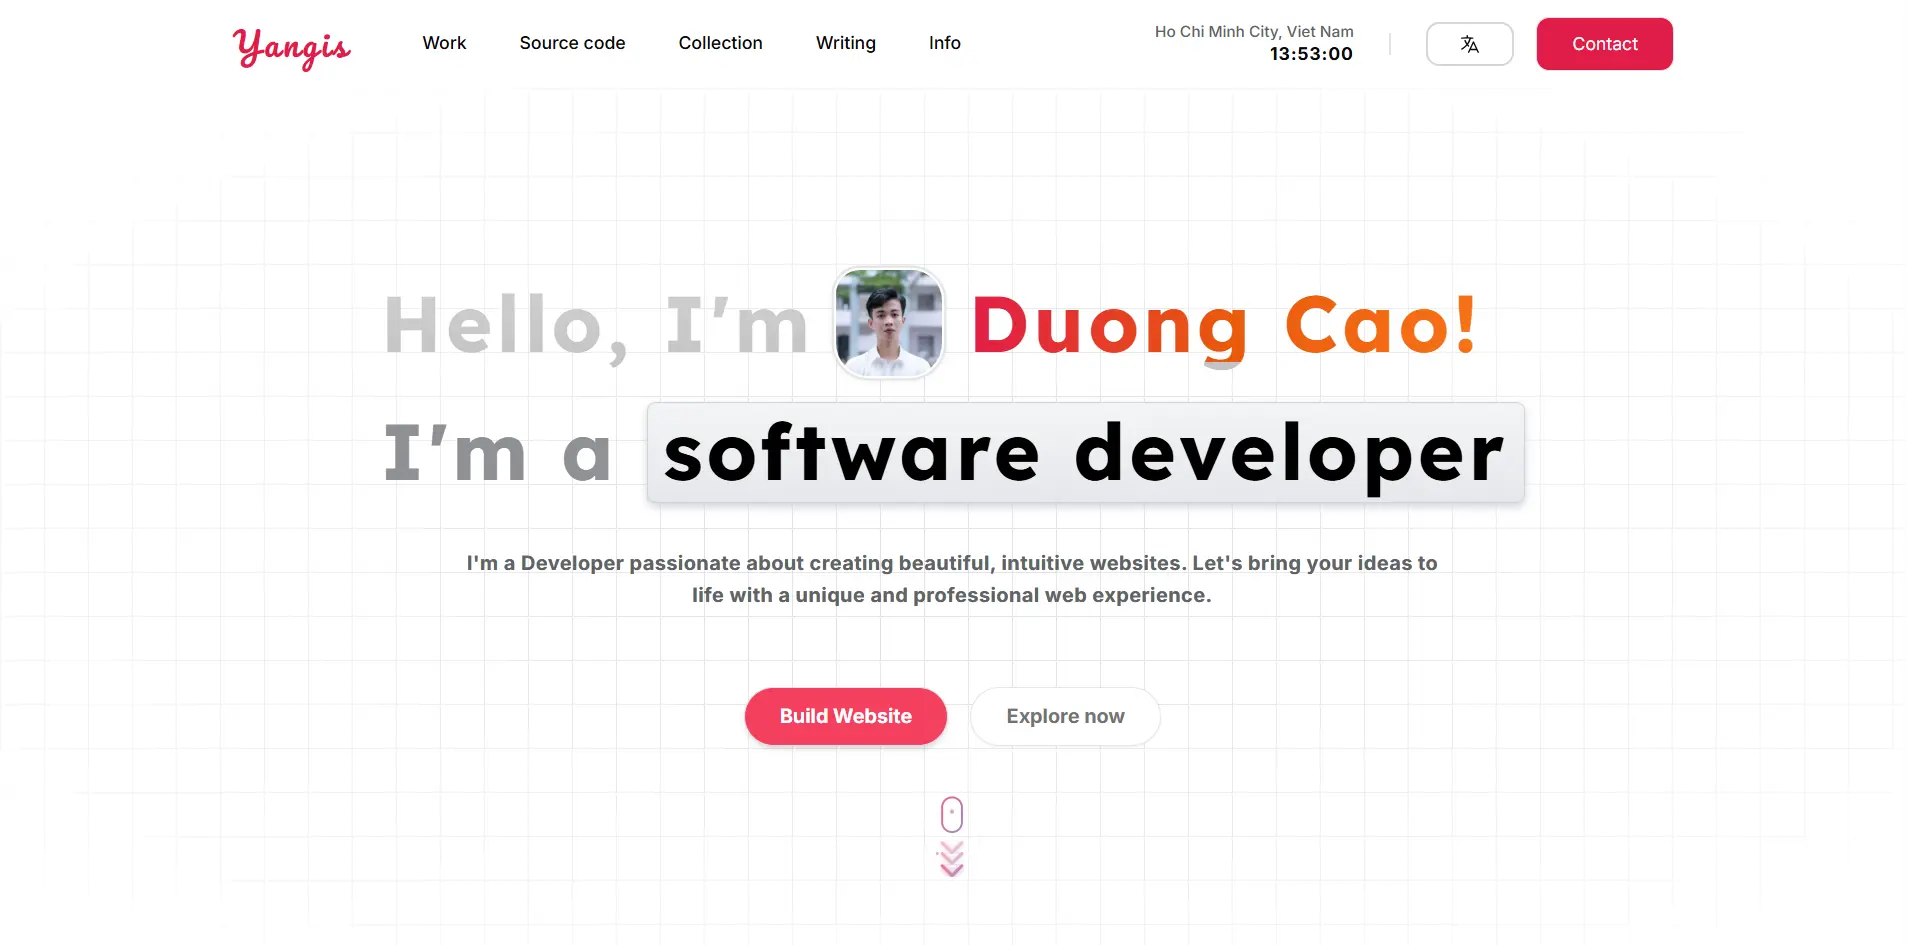 Yangis
Work
Source code
Collection
Writing
Info
Ho Chi Minh City, Viet Nam
13:53:00
Contact
Hello, I'm Duong Cao!
I'm a software developer
I'm a Developer passionate about creating beautiful, intuitive websites. Let's bring your ideas to
life with a unique and professional web experience.
Build Website
Explore now